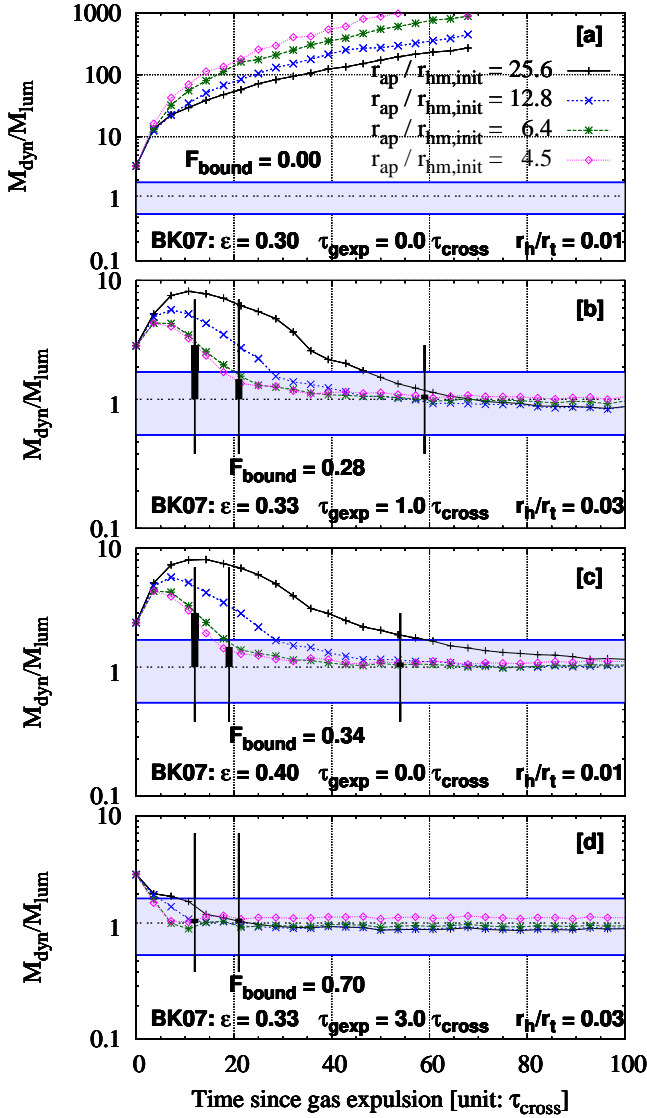 1000
[a]
100
r_ap / r_hm,init = 25.6
r_ap / r_hm,init = 12.8
10
r_ap / r_hm,init = 6.4
F_bound = 0.00
r_ap / r_hm,init = 4.5
1
M_dyn/M_lum
BK07: ε = 0.30 τ_gexp = 0.0 τ_cross r_h/r_t = 0.01
0.1
10
[b]
1
M_dyn/M_lum
F_bound = 0.28
BK07: ε = 0.33 τ_gexp = 1.0 τ_cross r_h/r_t = 0.03
0.1
10
[c]
1
M_dyn/M_lum
F_bound = 0.34
BK07: ε = 0.40 τ_gexp = 0.0 τ_cross r_h/r_t = 0.01
0.1
10
[d]
1
M_dyn/M_lum
F_bound = 0.70
BK07: ε = 0.33 τ_gexp = 3.0 τ_cross r_h/r_t = 0.03
0.1
0 20 40 60 80 100
Time since gas expulsion [unit: τ_cross]